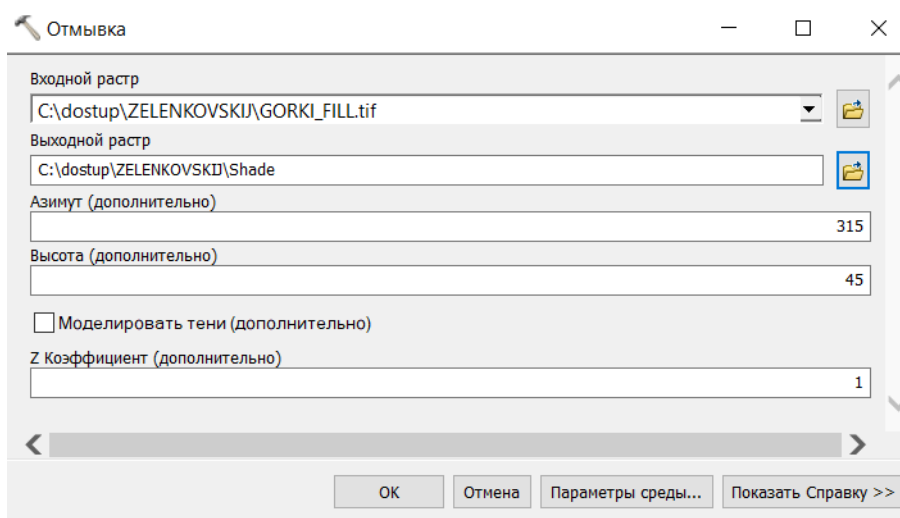 Отмывка
Входной растр
C:\dostup\ZELENKOVSKIJ\GORKI_FILL.tif
Выходной растр
C:\dostup\ZELENKOVSKIJ\Shade
Азимут (дополнительно)
315
Высота (дополнительно)
45
Моделировать тени (дополнительно)
Z Коэффициент (дополнительно)
1
OK Отмена Параметры среды... Показать Справку >>